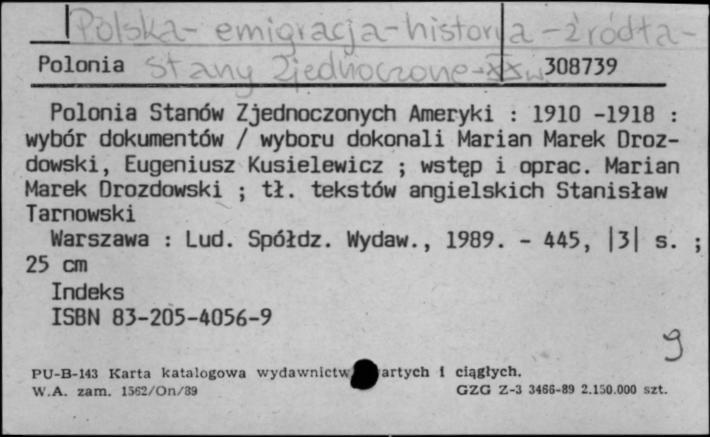 Polska - emigracja - historia - źródła -
Stany Zjednoczone - XX w
Polonia 308739
Polonia Stanów Zjednoczonych Ameryki : 1910 -1918 :
wybór dokumentów / wyboru dokonali Marian Marek Droz-
dowski, Eugeniusz Kusielewicz ; wstęp i oprac. Marian
Marek Drozdowski ; tł. tekstów angielskich Stanisław
Tarnowski
Warszawa : Lud. Spółdz. Wydaw., 1989. - 445, |3| s. ;
25 cm
Indeks
ISBN 83-205-4056-9
9
PU-B-143 Karta katalogowa wydawnictw artych i ciągłych.
W.A. zam. 1562/On/89 GZG Z-3 3466-89 2.150.000 szt.